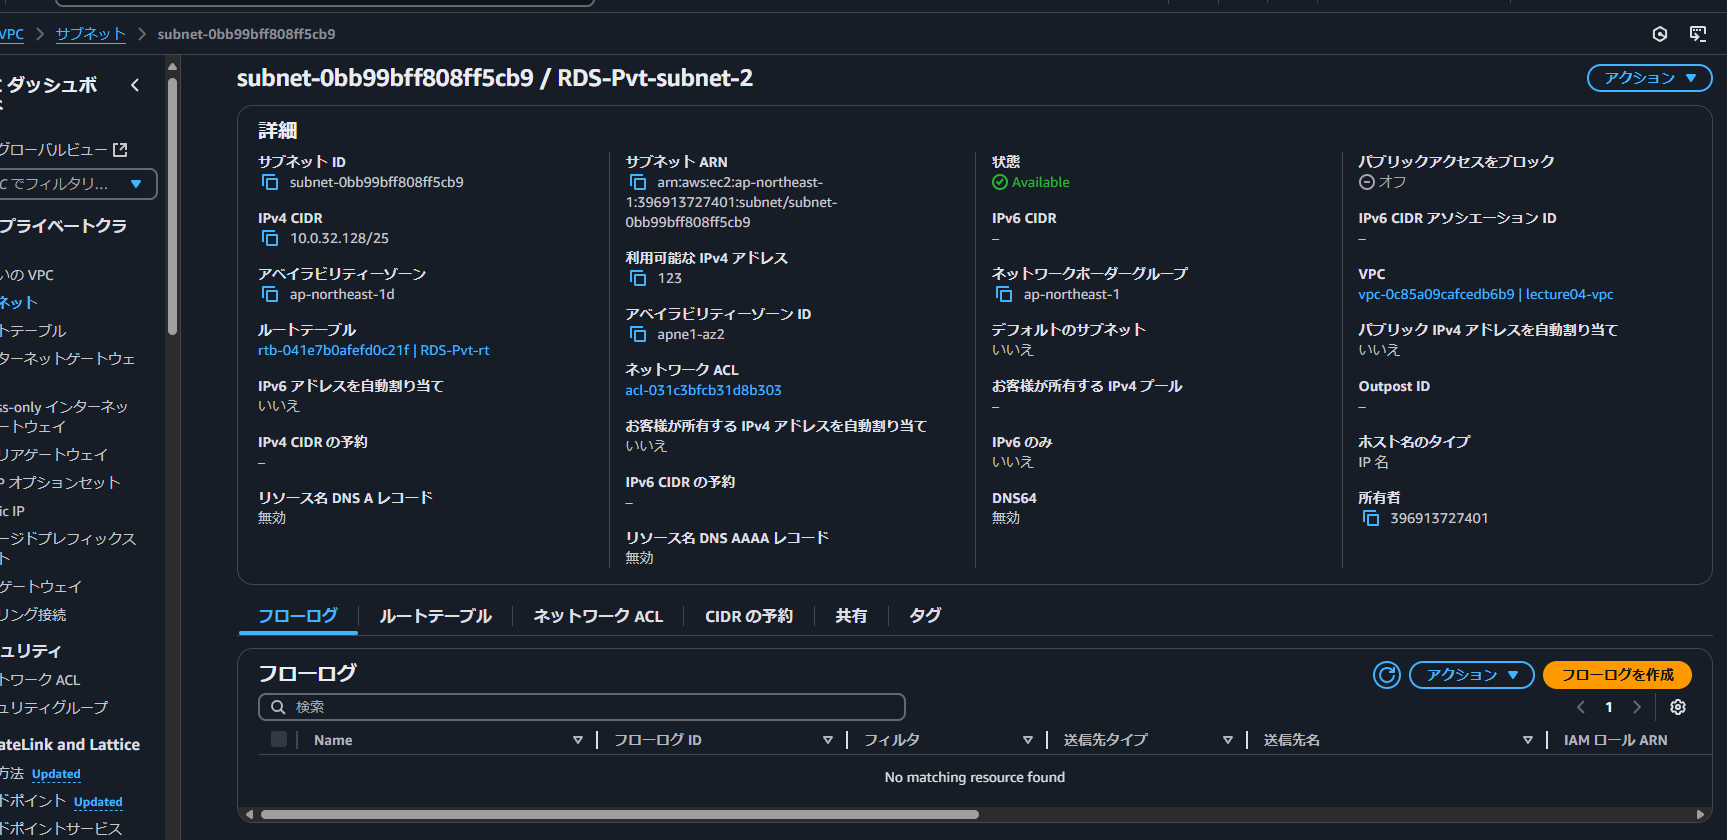 VPC > サブネット > subnet-0bb99bff808ff5cb9
ダッシュボ
グローバルビュー
C でフィルタリ...
プライベートクラ
いの VPC
ネット
トテーブル
ターネットゲートウェ
ss-only インターネッ
ートウェイ
リアゲートウェイ
P オプションセット
ic IP
ージドプレフィックス
ト
ゲートウェイ
リング接続
ュリティ
トワーク ACL
ュリティグループ
ateLink and Lattice
方法 Updated
ドポイント Updated
ドポイントサービス
subnet-0bb99bff808ff5cb9 / RDS-Pvt-subnet-2
アクション
詳細
サブネット ID
subnet-0bb99bff808ff5cb9
IPv4 CIDR
10.0.32.128/25
アベイラビリティーゾーン
ap-northeast-1d
ルートテーブル
rtb-041e7b0afefd0c21f | RDS-Pvt-rt
IPv6 アドレスを自動割り当て
いいえ
IPv4 CIDR の予約
–
リソース名 DNS A レコード
無効
サブネット ARN
arn:aws:ec2:ap-northeast-
1:396913727401:subnet/subnet-
0bb99bff808ff5cb9
利用可能な IPv4 アドレス
123
アベイラビリティーゾーン ID
apne1-az2
ネットワーク ACL
acl-031c3bfcb31d8b303
お客様が所有する IPv4 アドレスを自動割り当て
いいえ
IPv6 CIDR の予約
–
リソース名 DNS AAAA レコード
無効
状態
Available
IPv6 CIDR
–
ネットワークボーダーグループ
ap-northeast-1
デフォルトのサブネット
いいえ
お客様が所有する IPv4 プール
–
IPv6 のみ
いいえ
DNS64
無効
パブリックアクセスをブロック
オフ
IPv6 CIDR アソシエーション ID
–
VPC
vpc-0c85a09cafcedb6b9 | lecture04-vpc
パブリック IPv4 アドレスを自動割り当て
いいえ
Outpost ID
–
ホスト名のタイプ
IP 名
所有者
396913727401
フローログ ルートテーブル ネットワーク ACL CIDR の予約 共有 タグ
フローログ
アクション フローログを作成
検索
1
Name フローログ ID フィルタ 送信先タイプ 送信先名 IAM ロール ARN
No matching resource found